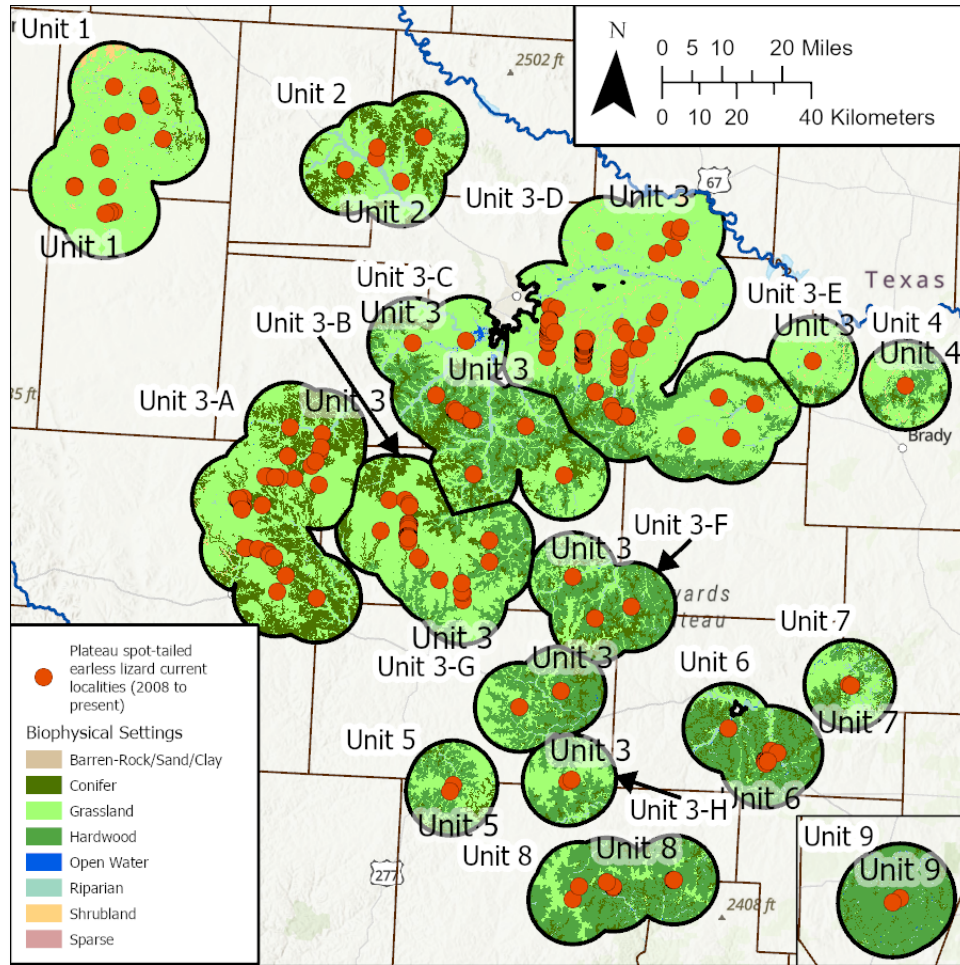 Unit 1
N
0 5 10 20 Miles
0 10 20 40 Kilometers
2502 ft
Unit 2
67
Unit 3-D
Unit 3
Unit 2
Unit 1
Texas
Unit 3-C
Unit 3-E
Unit 3
Unit 3
Unit 4
Unit 3-B
Unit 4
Unit 3
Unit 3-A
Unit 3
35 ft
Brady
Unit 3-F
Unit 3
wards
teau
Unit 7
Unit 3
Unit 3
Unit 3-G
Unit 6
Unit 7
Unit 5
Unit 3
Unit 3-H
Unit 6
Unit 5
Unit 8
Unit 8
277
2408 ft
Unit 9
Unit 9
Plateau spot-tailed
earless lizard current
localities (2008 to
present)
Biophysical Settings
Barren-Rock/Sand/Clay
Conifer
Grassland
Hardwood
Open Water
Riparian
Shrubland
Sparse